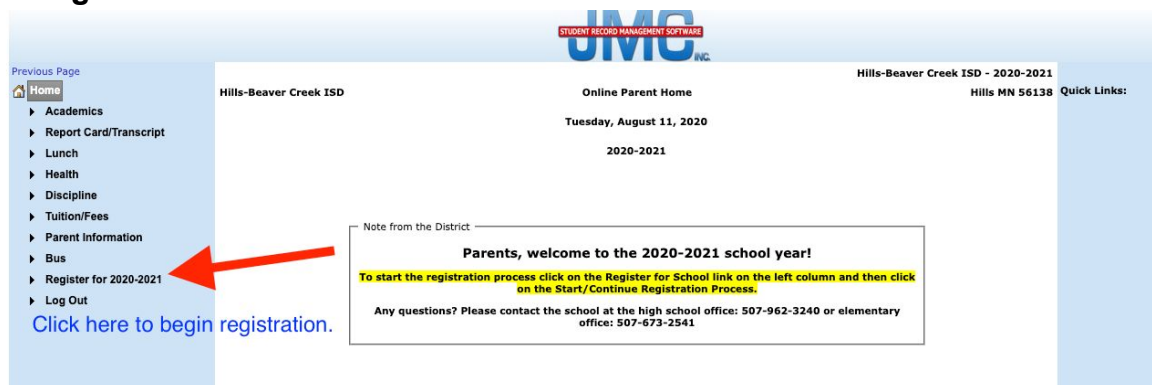 STUDENT RECORD MANAGEMENT SOFTWARE
JMC INC.
Previous Page
Home
Academics
Report Card/Transcript
Lunch
Health
Discipline
Tuition/Fees
Parent Information
Bus
Register for 2020-2021
Log Out
Click here to begin registration.
Hills-Beaver Creek ISD - 2020-2021
Hills-Beaver Creek ISD
Online Parent Home
Hills MN 56138
Quick Links:
Tuesday, August 11, 2020
2020-2021
Note from the District
Parents, welcome to the 2020-2021 school year!
To start the registration process click on the Register for School link on the left column and then click
on the Start/Continue Registration Process.
Any questions? Please contact the school at the high school office: 507-962-3240 or elementary
office: 507-673-2541